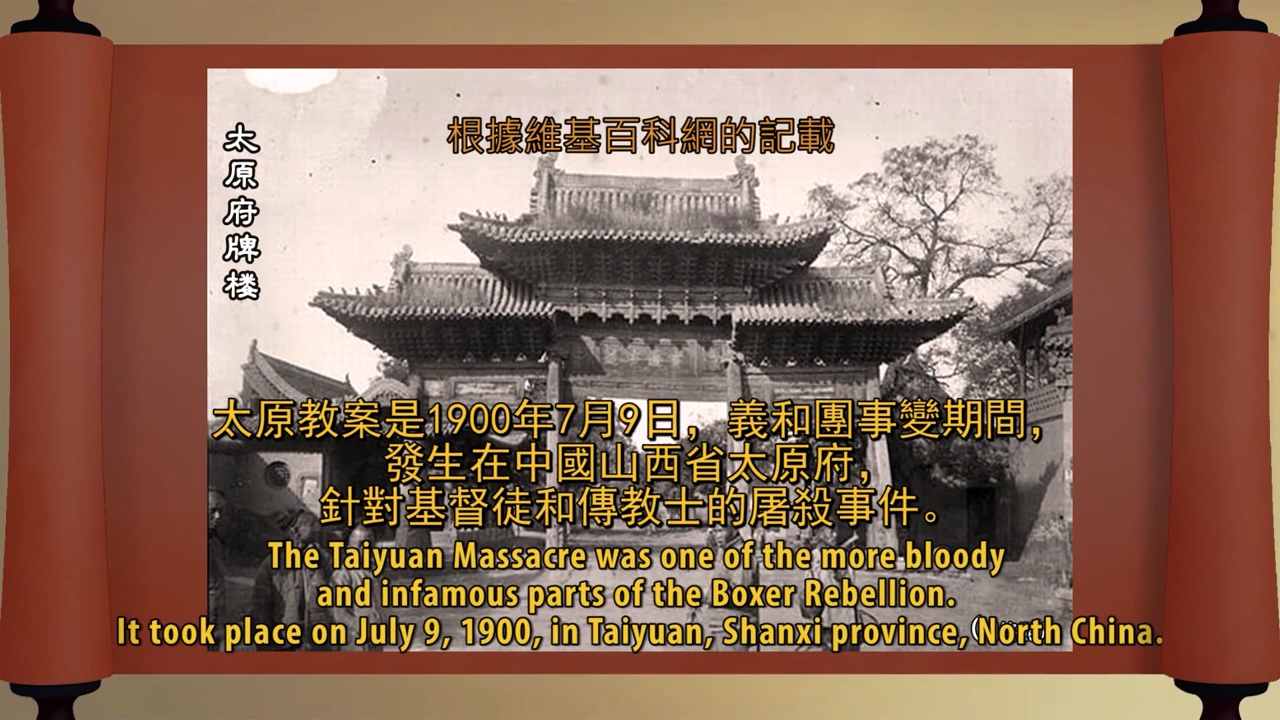 根據維基百科網的記載
太原府牌楼
太原教案是1900年7月9日，義和團事變期間，
發生在中國山西省太原府，
針對基督徒和傳教士的屠殺事件。
The Taiyuan Massacre was one of the more bloody
and infamous parts of the Boxer Rebellion.
It took place on July 9, 1900, in Taiyuan, Shanxi province, North China.